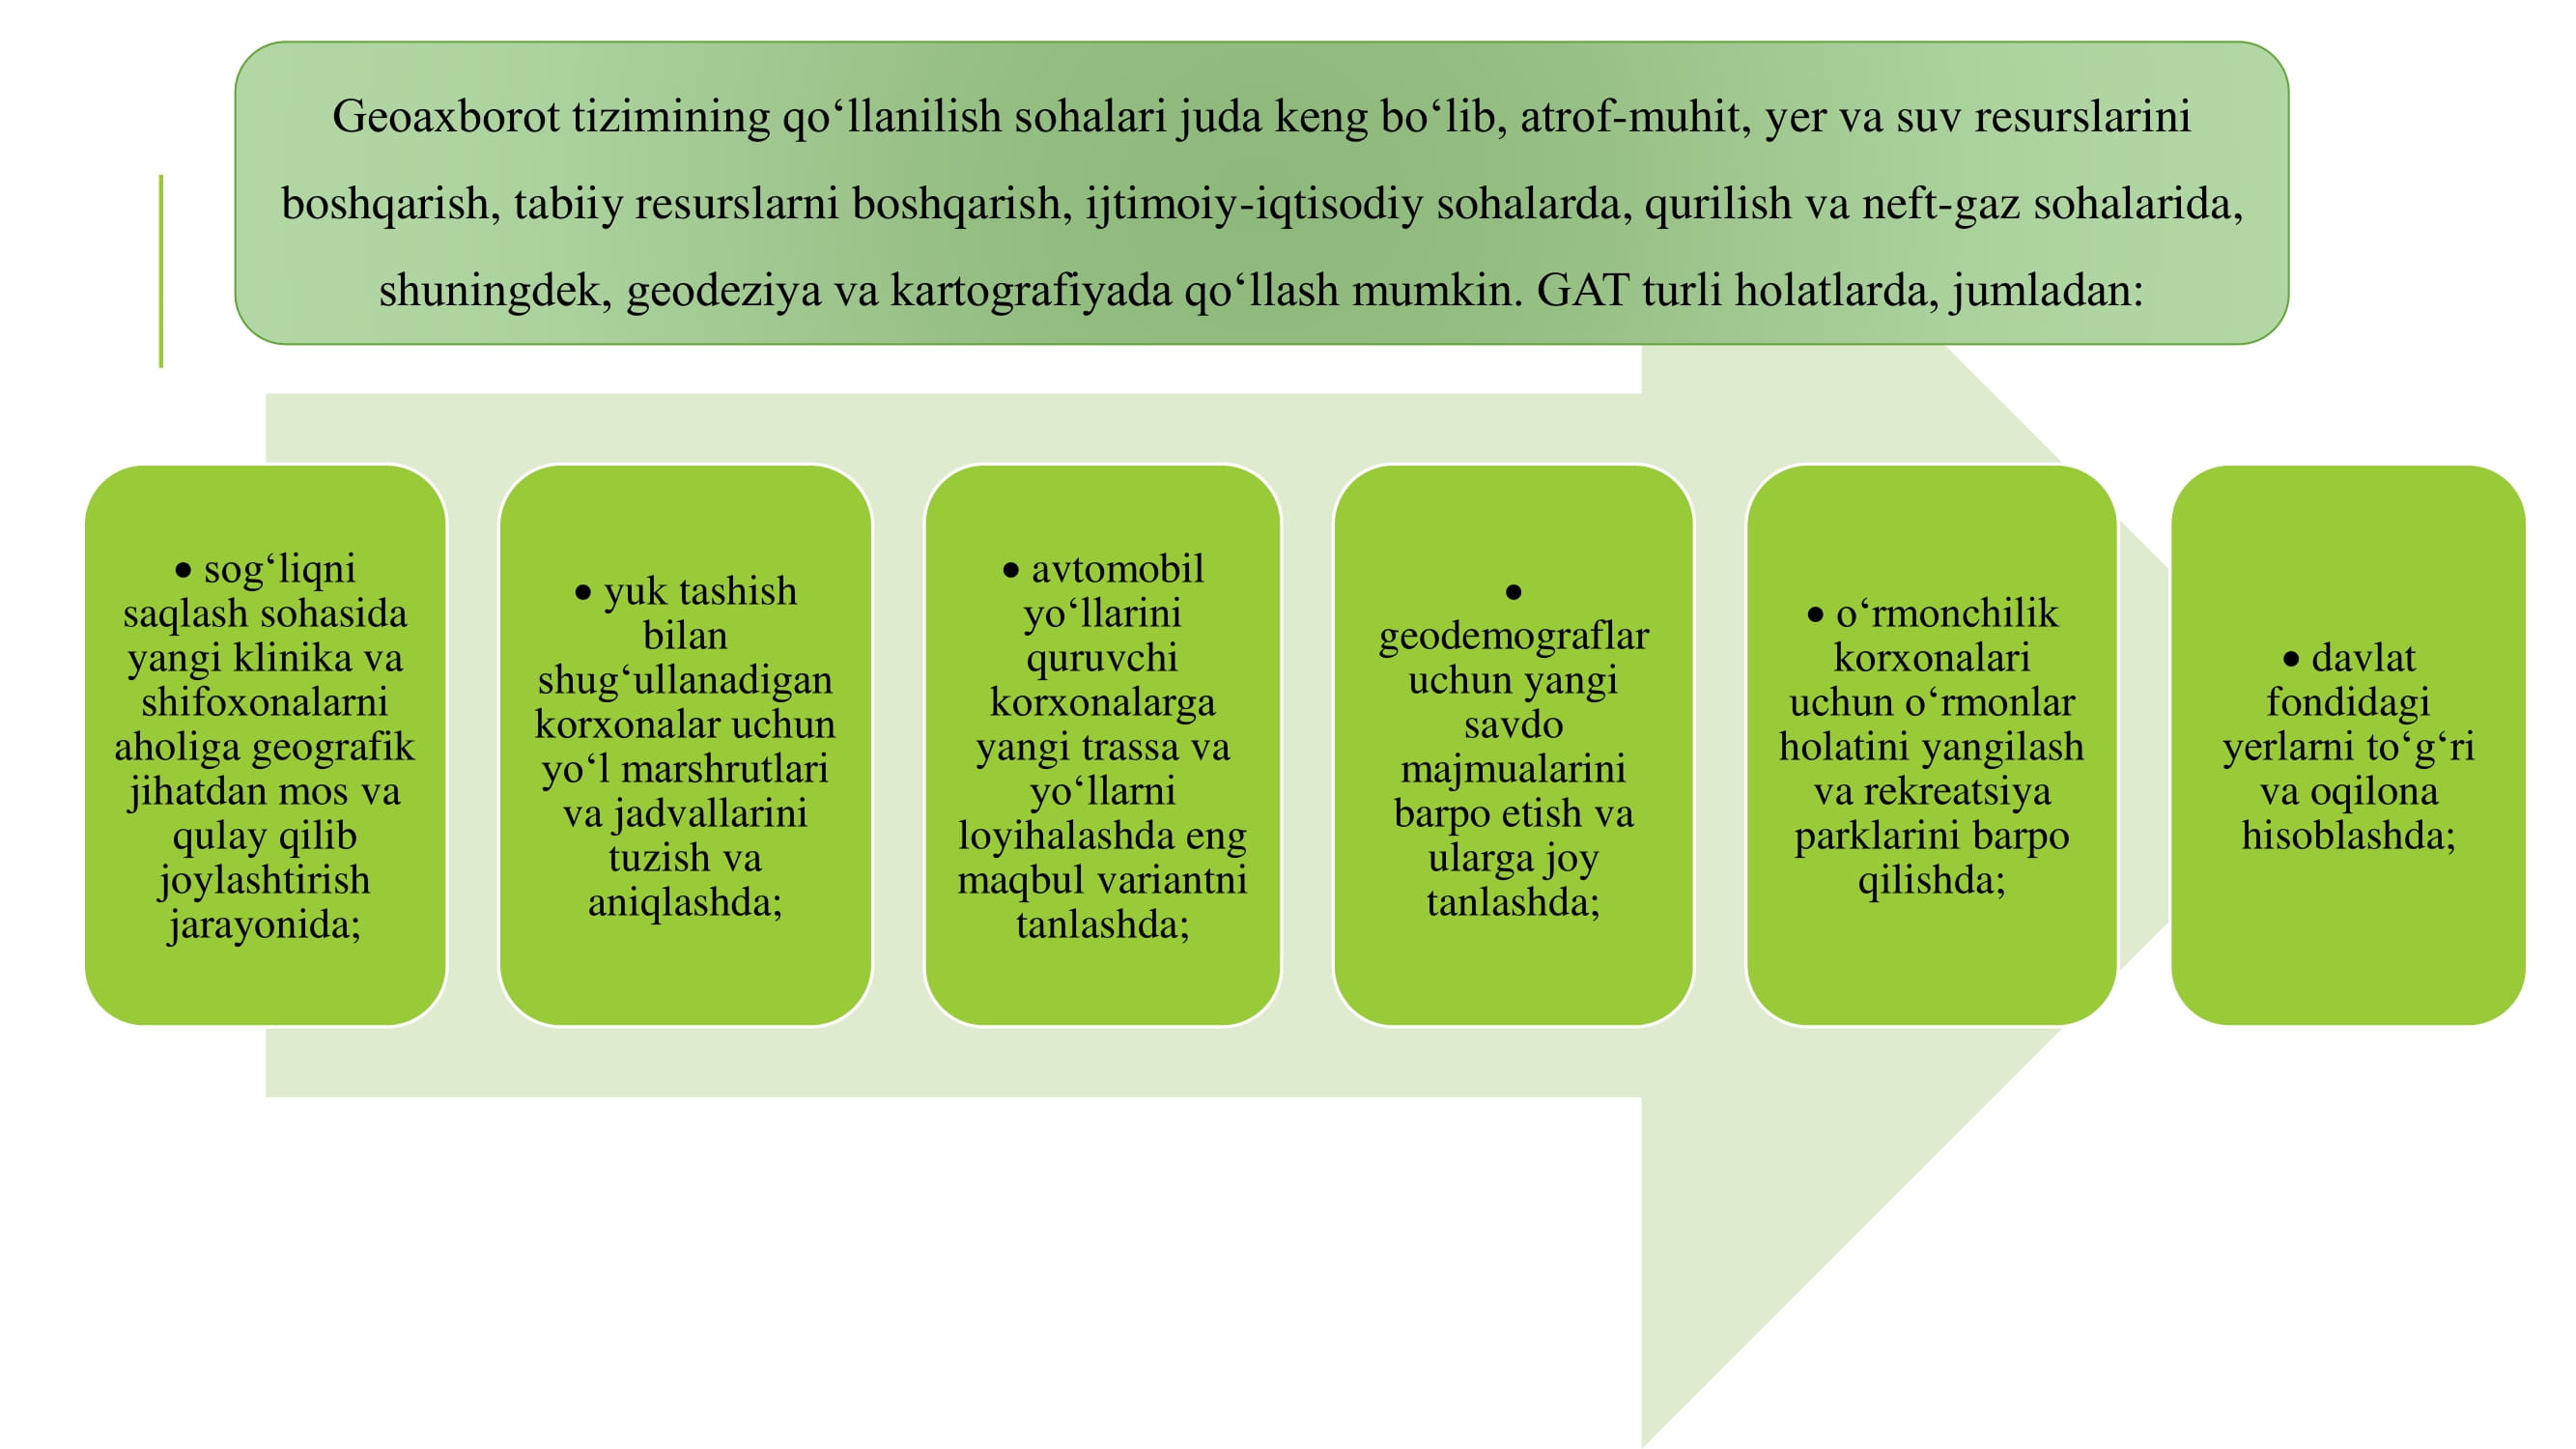 Geoaxborot tizimining qo‘llanilish sohalari juda keng bo‘lib, atrof-muhit, yer va suv resurslarini
boshqarish, tabiiy resurslarni boshqarish, ijtimoiy-iqtisodiy sohalarda, qurilish va neft-gaz sohalarida,
shuningdek, geodeziya va kartografiyada qo‘llash mumkin. GAT turli holatlarda, jumladan:
• sog‘liqni
saqlash sohasida
yangi klinika va
shifoxonalarni
aholiga geografik
jihatdan mos va
qulay qilib
joylashtirish
jarayonida;
• yuk tashish
bilan
shug‘ullanadigan
korxonalar uchun
yo‘l marshrutlari
va jadvallarini
tuzish va
aniqlashda;
• avtomobil
yo‘llarini
quruvchi
korxonalarga
yangi trassa va
yo‘llarni
loyihalashda eng
maqbul variantni
tanlashda;
•
geodemograflar
uchun yangi
savdo
majmualarini
barpo etish va
ularga joy
tanlashda;
• o‘rmonchilik
korxonalari
uchun o‘rmonlar
holatini yangilash
va rekreatsiya
parklarini barpo
qilishda;
• davlat
fondidagi
yerlarni to‘g‘ri
va oqilona
hisoblashda;